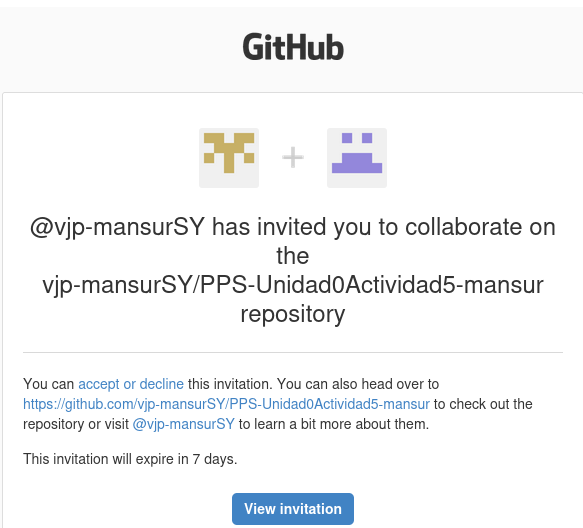 GitHub
@vjp-mansurSY has invited you to collaborate on
the
vjp-mansurSY/PPS-Unidad0Actividad5-mansur
repository
You can accept or decline this invitation. You can also head over to
https://github.com/vjp-mansurSY/PPS-Unidad0Actividad5-mansur to check out the
repository or visit @vjp-mansurSY to learn a bit more about them.
This invitation will expire in 7 days.
View invitation